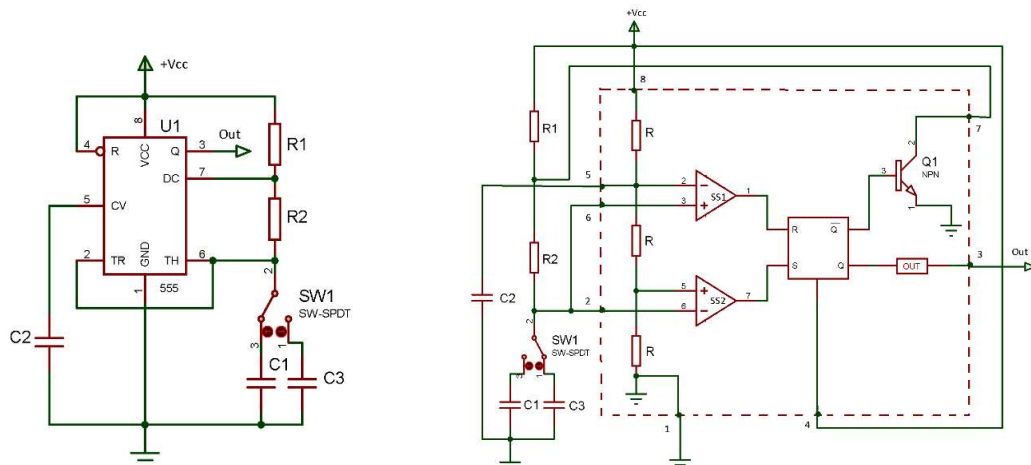 +Vcc
U1
8
4
R
VCC
Q
3
Out
R1
DC
7
5
CV
R2
GND
2
TR
TH
6
1
555
2
SW1
SW-SPDT
3
1
C2
C1
C3
+Vcc
8
R1
R
7
2
Q1
NPN
3
1
5
2
SS1
1
3
6
R
R
Q
S
Q
OUT
3
Out
R2
5
SS2
7
6
2
C2
2
SW1
SW-SPDT
R
3
1
C1
C3
1
4